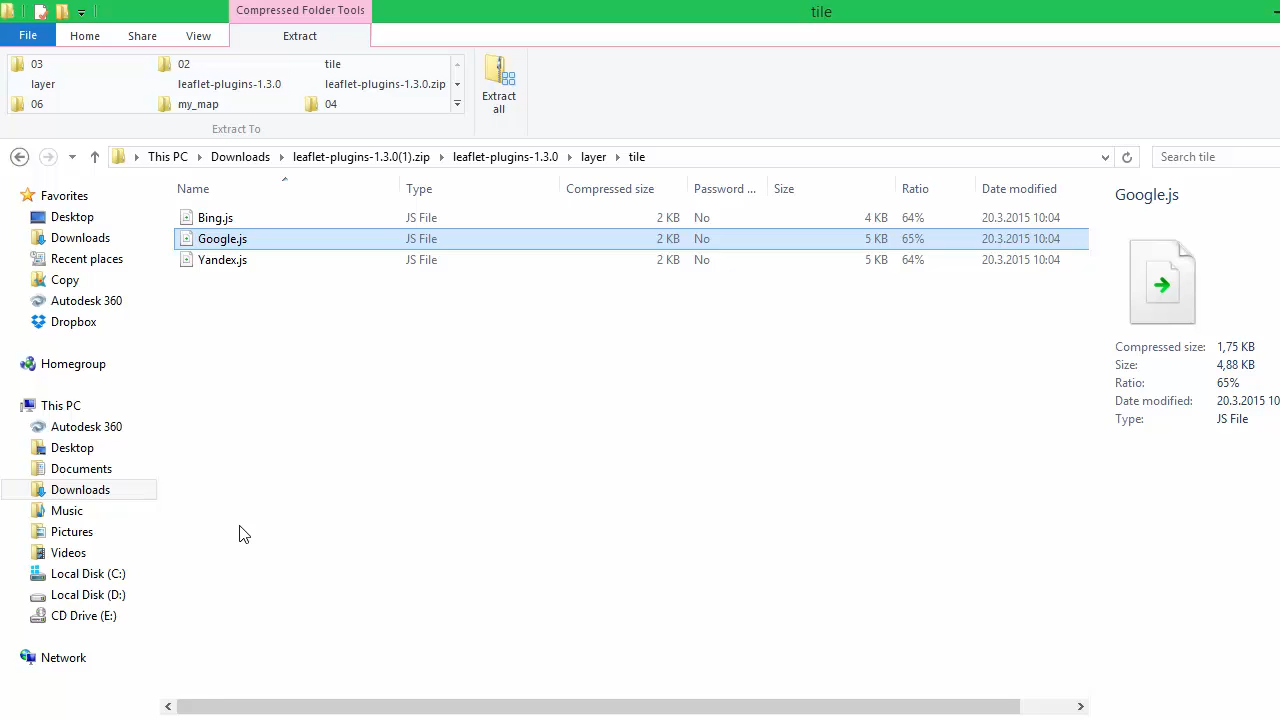 Compressed Folder Tools
tile
File Home Share View Extract
03 02 tile
layer leaflet-plugins-1.3.0 leaflet-plugins-1.3.0.zip
06 my_map 04
Extract all
Extract To
This PC Downloads leaflet-plugins-1.3.0(1).zip leaflet-plugins-1.3.0 layer tile
Search tile
Name Type Compressed size Password ... Size Ratio Date modified
Bing.js JS File 2 KB No 4 KB 64% 20.3.2015 10:04
Google.js JS File 2 KB No 5 KB 65% 20.3.2015 10:04
Yandex.js JS File 2 KB No 5 KB 64% 20.3.2015 10:04
Favorites
Desktop
Downloads
Recent places
Copy
Autodesk 360
Dropbox
Homegroup
This PC
Autodesk 360
Desktop
Documents
Downloads
Music
Pictures
Videos
Local Disk (C:)
Local Disk (D:)
CD Drive (E:)
Network
Google.js
Compressed size: 1,75 KB
Size: 4,88 KB
Ratio: 65%
Date modified: 20.3.2015 10
Type: JS File